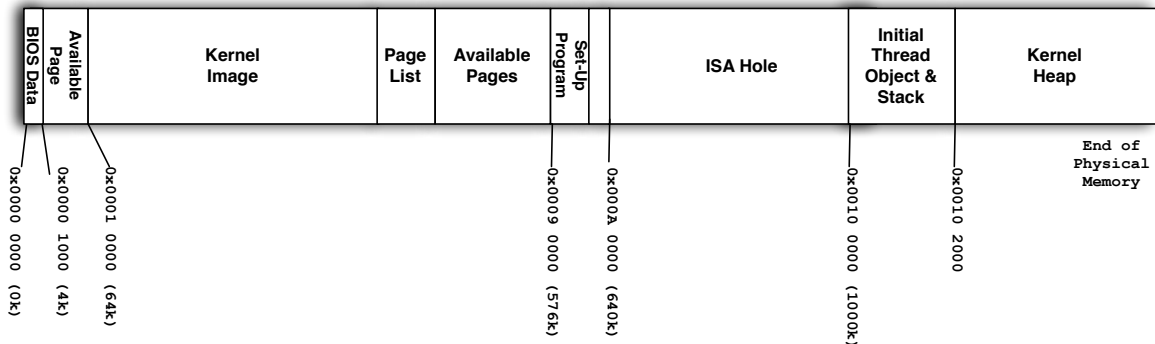 BIOS Data
Available
Page
Kernel
Image
Page
List
Available
Pages
Set-Up
Program
ISA Hole
Initial
Thread
Object &
Stack
Kernel
Heap
End of
Physical
Memory
0x0000 0000 (0k)
0x0000 1000 (4k)
0x0001 0000 (64k)
0x0009 0000 (576k)
0x000A 0000 (640k)
0x0010 0000 (1000k)
0x0010 2000